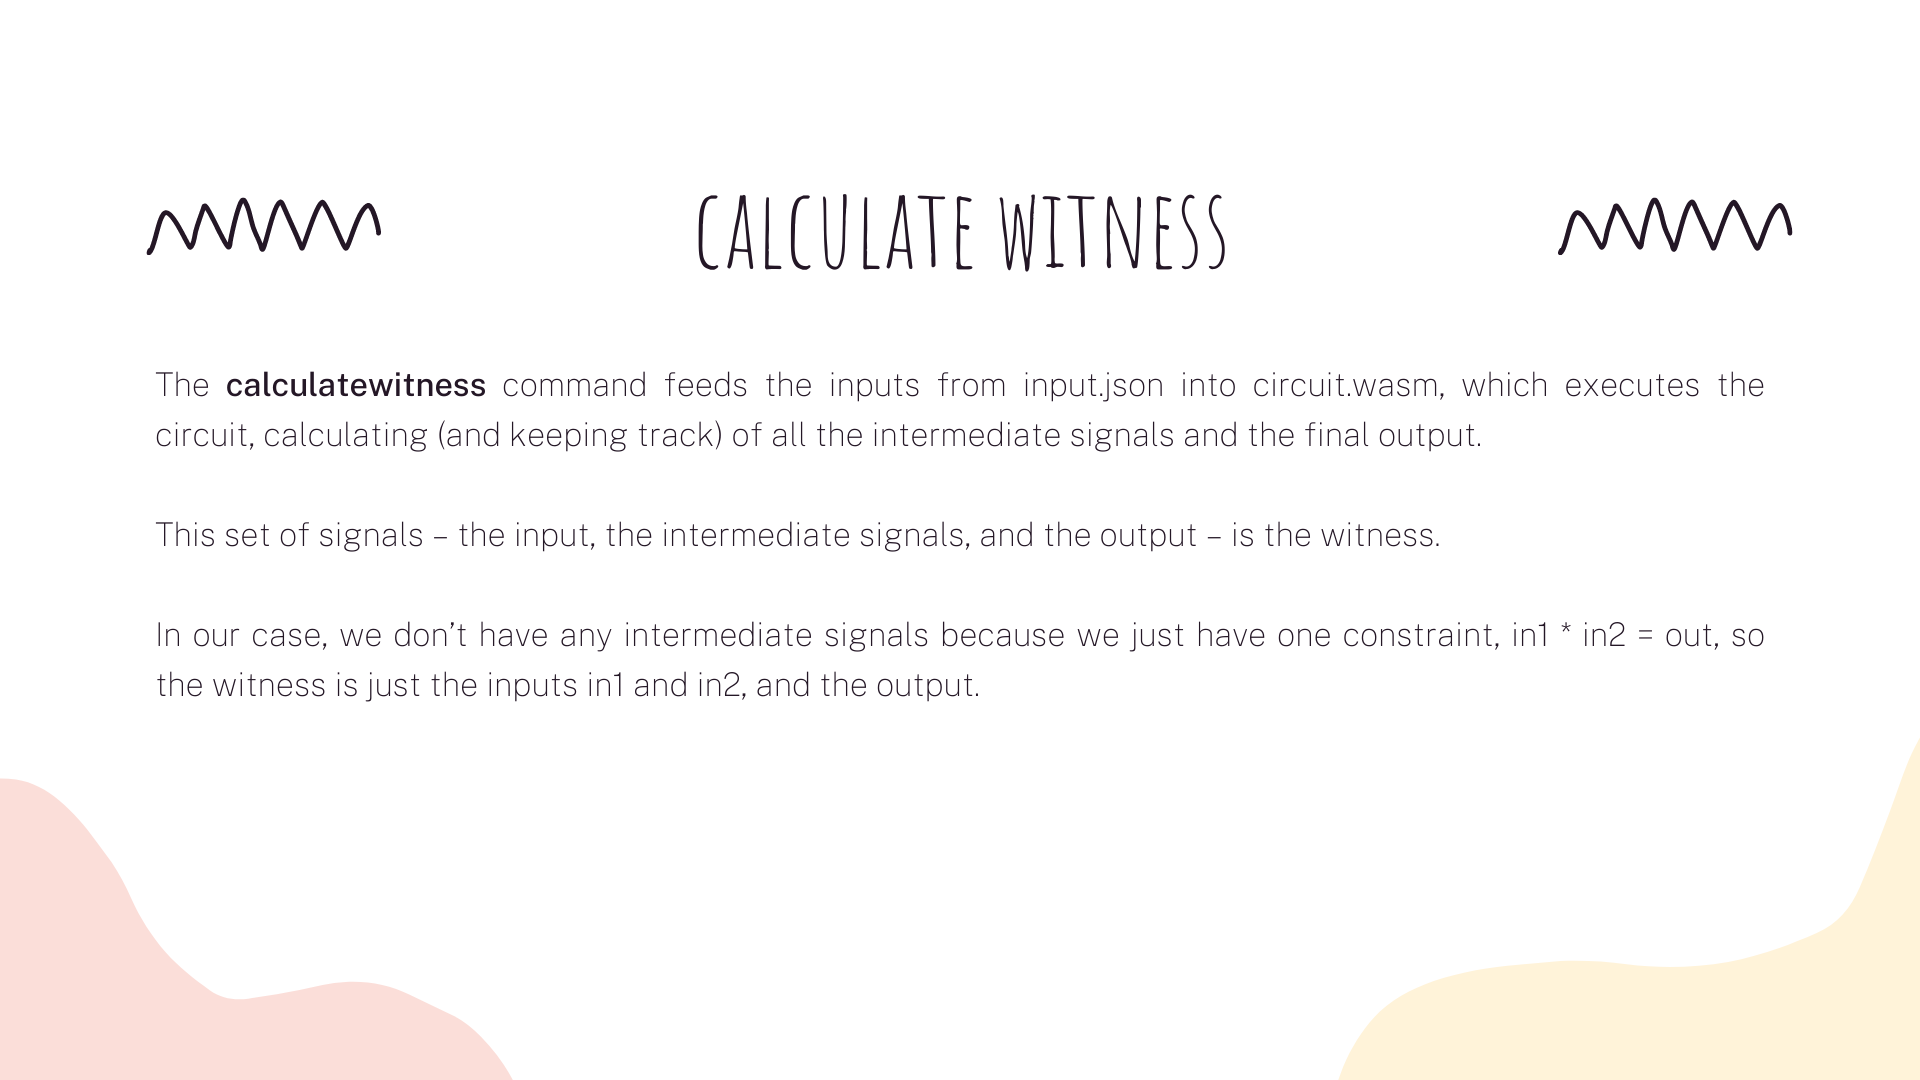 CALCULATE WITNESS
The calculatewitness command feeds the inputs from input.json into circuit.wasm, which executes the
circuit, calculating (and keeping track) of all the intermediate signals and the final output.
This set of signals – the input, the intermediate signals, and the output – is the witness.
In our case, we don’t have any intermediate signals because we just have one constraint, in1 * in2 = out, so
the witness is just the inputs in1 and in2, and the output.